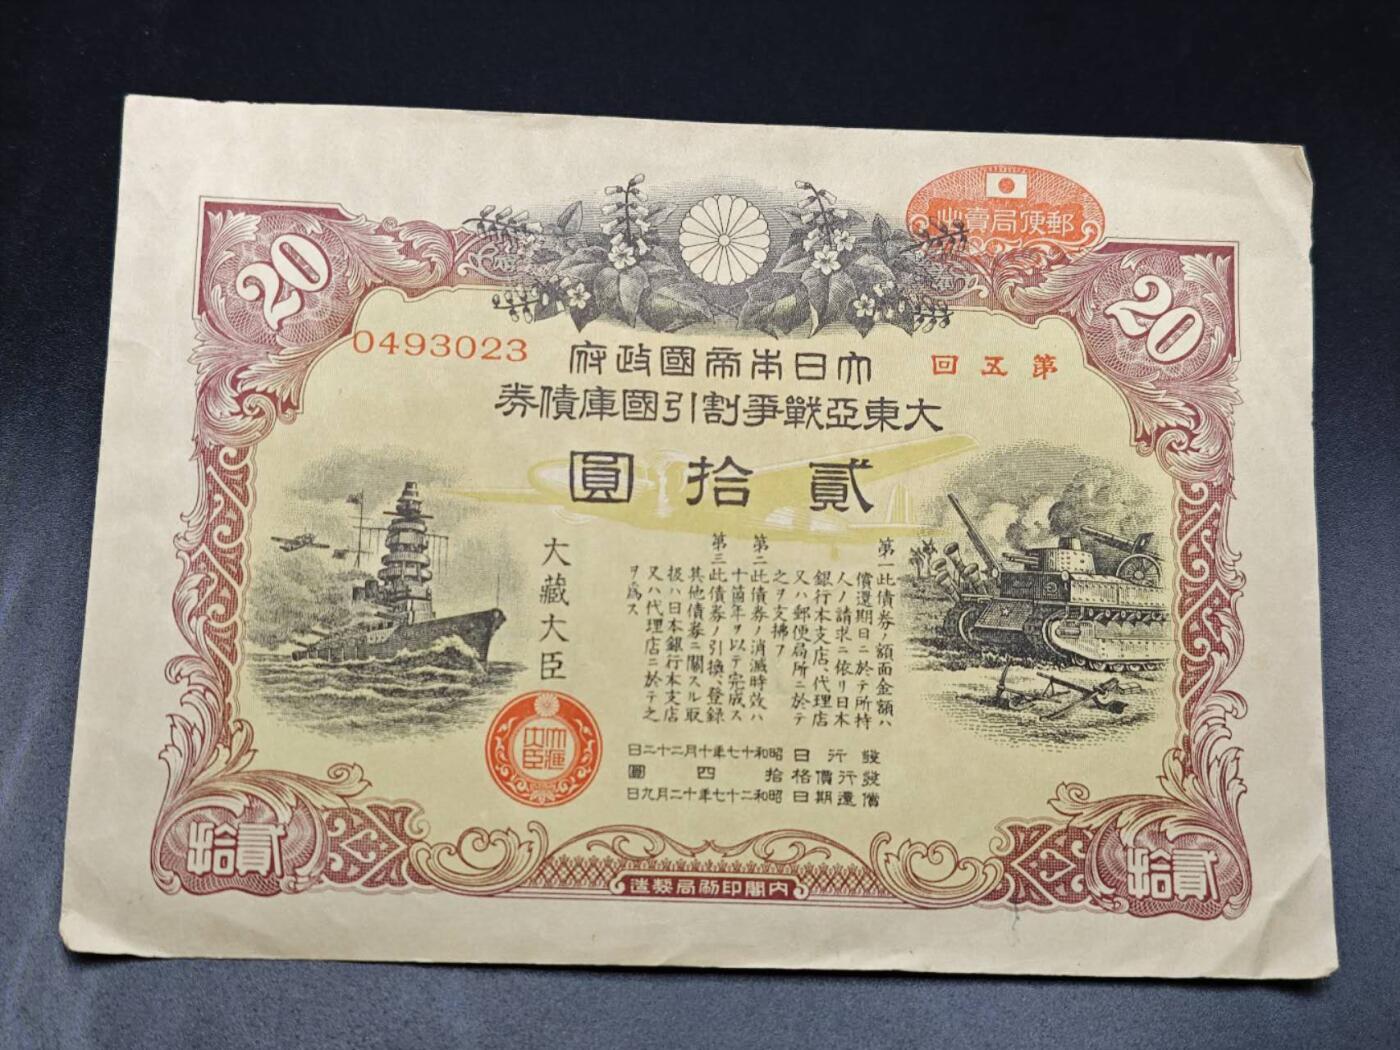 郵便局賣出
20
20
第五回
0493023
大日本帝國政府
大東亞戰爭割引國庫債券
貳拾圓
第一此債券ノ額面金額ハ
償還期日ニ於テ所持
人ノ請求ニ依リ日本
銀行本支店、代理店
又ハ郵便局所ニ於テ
之ヲ支拂フ
第二此債券ノ消滅時效ハ
十箇年ヲ以テ完成ス
第三此債券ノ引換、登錄
其他債券ニ關スル取
扱ハ日本銀行本支店
又ハ代理店ニ於テ之
ヲ爲ス
發行日 昭和十七年十月二十二日
發行價格 拾四圓
償還期日 昭和二十七年十二月九日
大藏大臣
大藏大臣
貳拾
貳拾
內閣印刷局製造